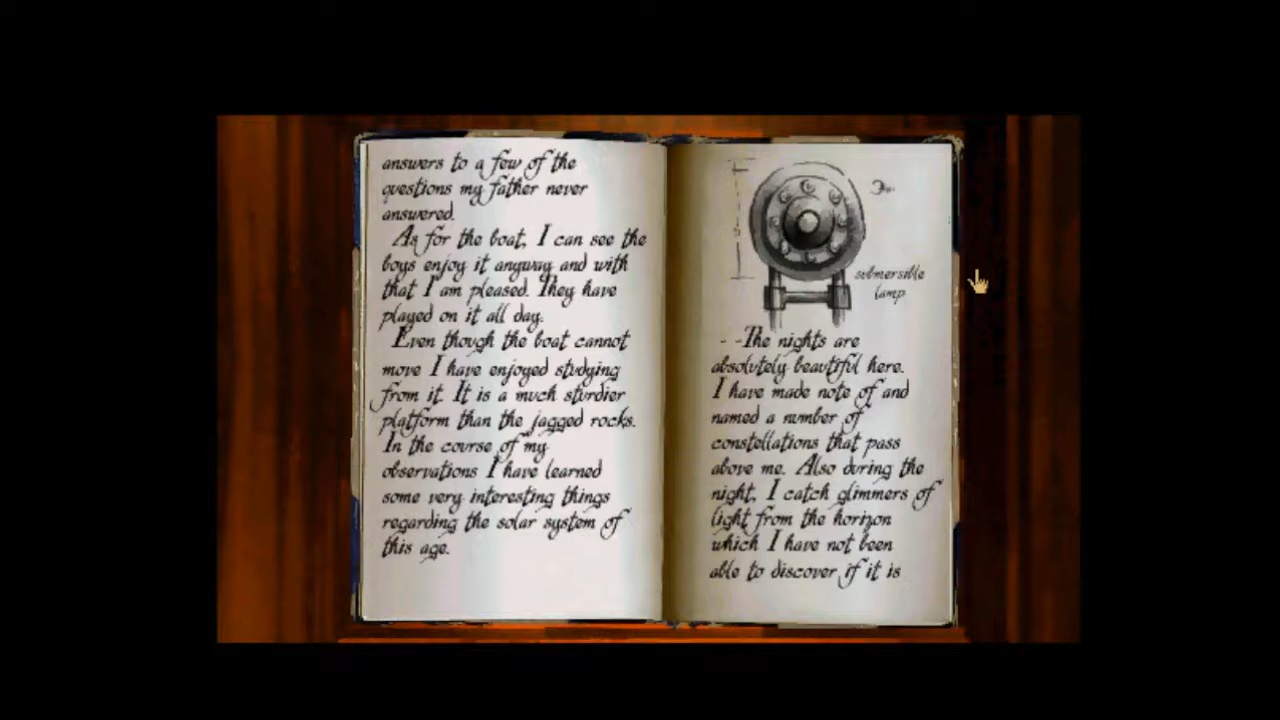 answers to a few of the
questions my father never
answered.
As for the boat, I can see the
boys enjoy it anyway and with
that I am pleased. They have
played on it all day.
Even though the boat cannot
move I have enjoyed studying
from it. It is a much sturdier
platform than the jagged rocks.
In the course of my
observations I have learned
some very interesting things
regarding the solar system of
this age.
submersible
lamp
- -The nights are
absolutely beautiful here.
I have made note of and
named a number of
constellations that pass
above me. Also during the
night, I catch glimmers of
light from the horizon
which I have not been
able to discover if it is